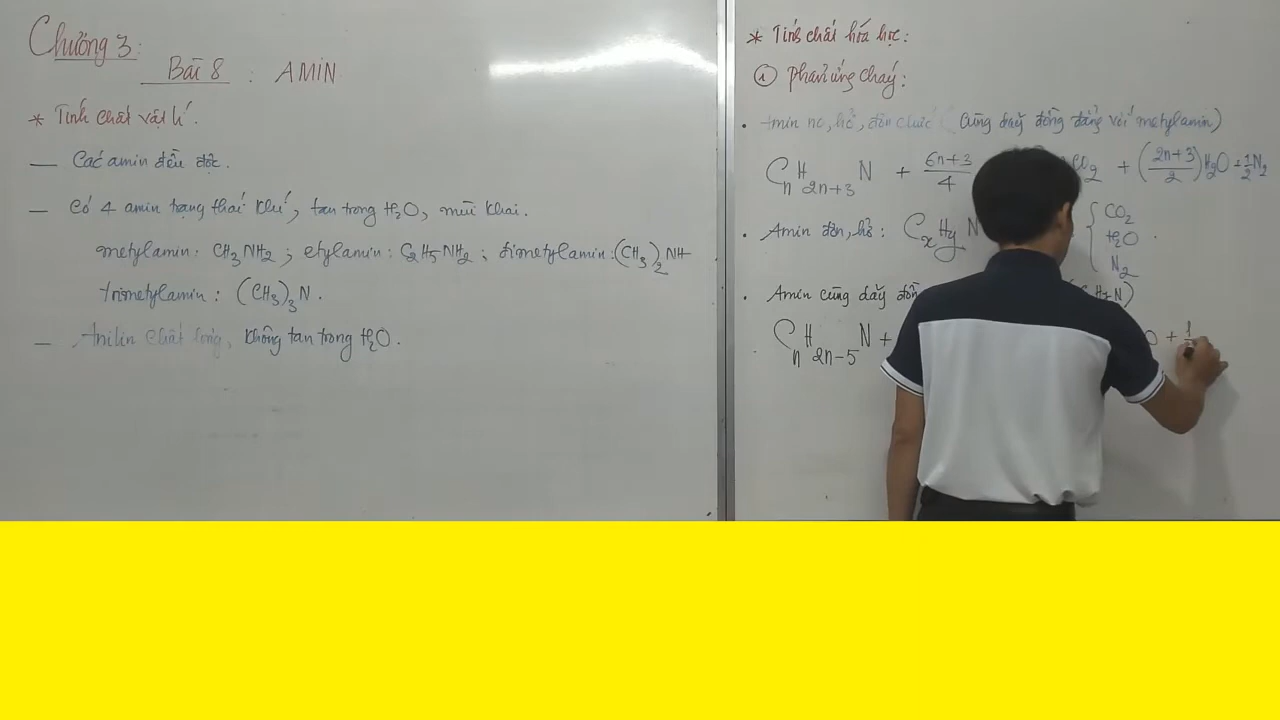 Chương 3:
Bài 8 : AMIN
* Tính chất vật lí.
— Các amin đều độc.
— Có 4 amin trạng thái khí, tan trong H2O, mùi khai.
metylamin: CH3NH2; etylamin: C2H5NH2; đimetylamin: (CH3)2NH
trimetylamin: (CH3)3N.
— Anilin chất lỏng, không tan trong H2O.
* Tính chất hóa học:
① Phản ứng cháy:
• Amin no, hở, đơn chức (Cùng dãy đồng đẳng với metylamin)
CnH2n+3N + 6n+3/4 CO2 + (2n+3/2)H2O + 1/2 N2
• Amin đơn, hở: CxHyN { CO2
H2O
N2
• Amin cùng dãy N)
CnH2n-5N + O + 1